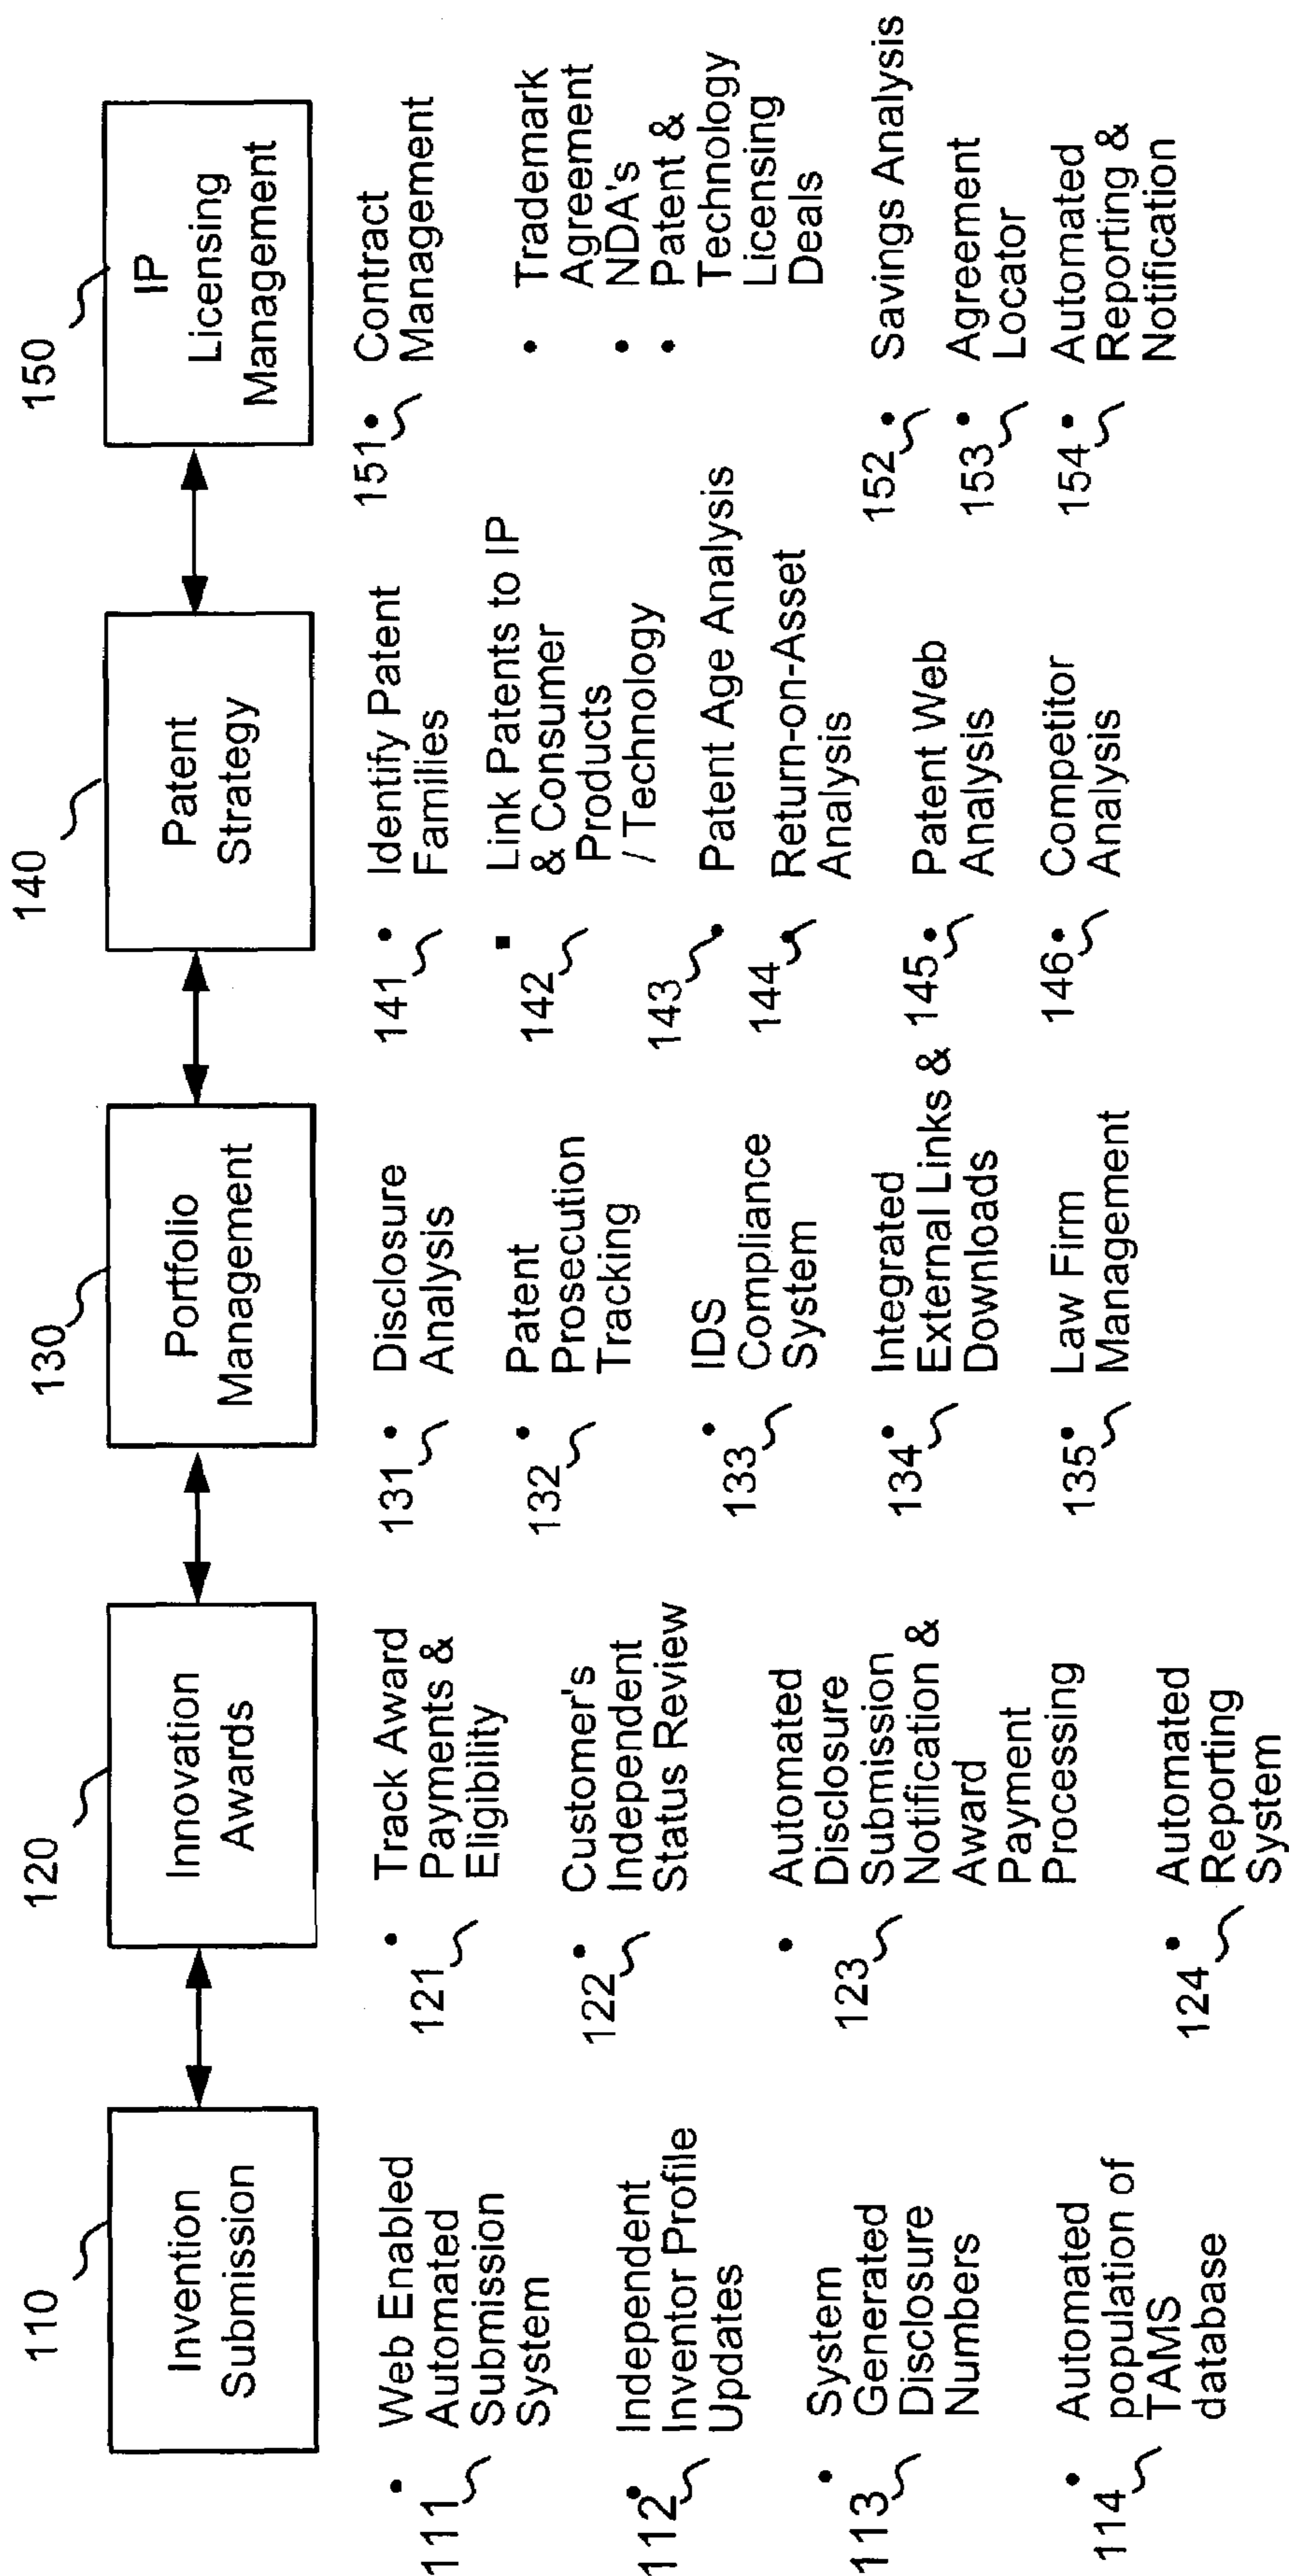 110
Invention
Submission
111
• Web Enabled
Automated
Submission
System
112
• Independent
Inventor Profile
Updates
113
• System
Generated
Disclosure
Numbers
114
• Automated
population of
TAMS
database
120
Innovation
Awards
121
• Track Award
Payments &
Eligibility
122
• Customer's
Independent
Status Review
123
• Automated
Disclosure
Submission
Notification &
Award
Payment
Processing
124
• Automated
Reporting
System
130
Portfolio
Management
131
• Disclosure
Analysis
132
• Patent
Prosecution
Tracking
133
• IDS
Compliance
System
134
• Integrated
External Links &
Downloads
135
• Law Firm
Management
140
Patent
Strategy
141
• Identify Patent
Families
142
▪ Link Patents to IP
& Consumer
Products
/ Technology
143
• Patent Age Analysis
144
• Return-on-Asset
Analysis
145
• Patent Web
Analysis
146
• Competitor
Analysis
150
IP
Licensing
Management
151
• Contract
Management
• Trademark
Agreement
• NDA's
• Patent &
Technology
Licensing
Deals
152
• Savings Analysis
153
• Agreement
Locator
154
• Automated
Reporting &
Notification